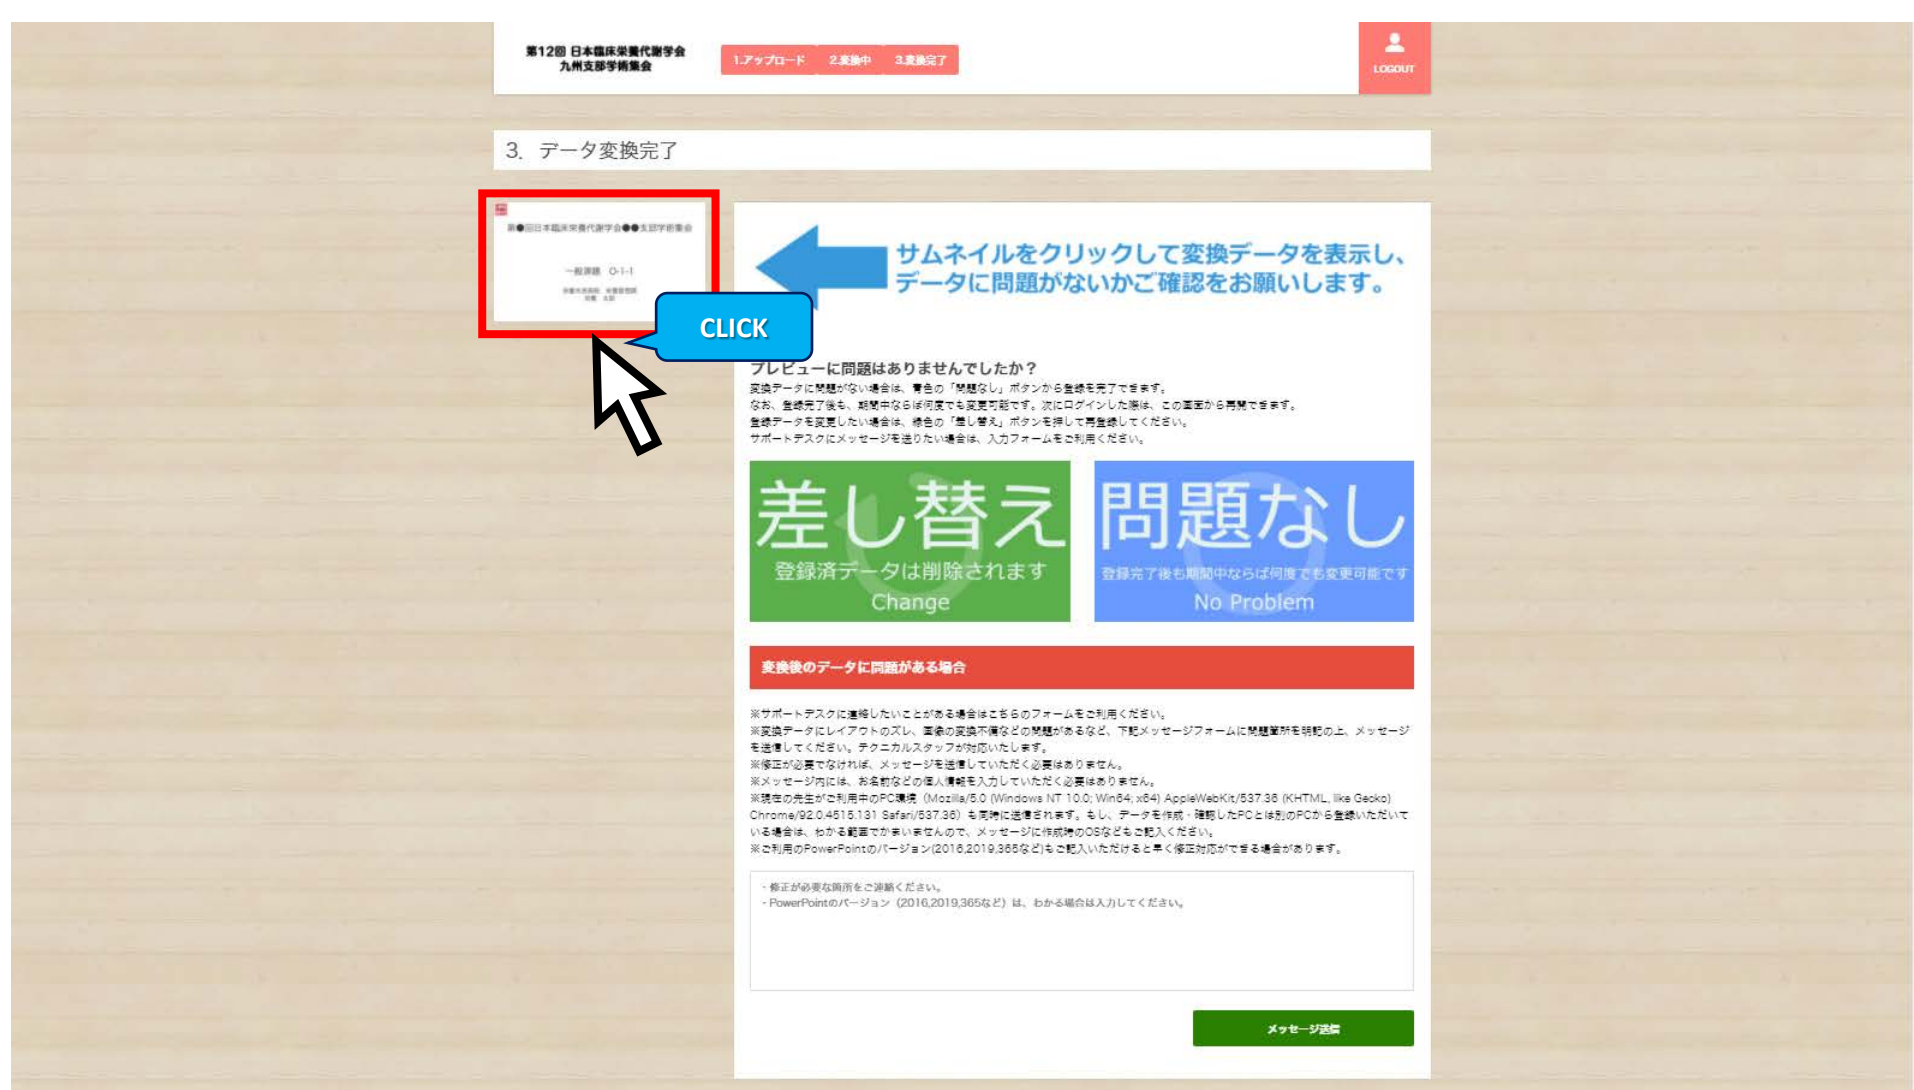 第12回 日本臨床栄養代謝学会
九州支部学術集会
1.アップロード 2.変換中 3.変換完了
LOGOUT
3. データ変換完了
第●回日本臨床栄養代謝学会●●支部学術集会
一般演題 O-1-1
CLICK
サムネイルをクリックして変換データを表示し、
データに問題がないかご確認をお願いします。
プレビューに問題はありませんでしたか？
変換データに問題がない場合は、青色の「問題なし」ボタンから登録を完了できます。
なお、登録完了後も、期間中ならば何度でも変更可能です。次にログインした際は、この画面から再開できます。
登録データを変更したい場合は、緑色の「差し替え」ボタンを押して再登録してください。
サポートデスクにメッセージを送りたい場合は、入力フォームをご利用ください。
差し替え
登録済データは削除されます
Change
問題なし
登録完了後も期間中ならば何度でも変更可能です
No Problem
変換後のデータに問題がある場合
※サポートデスクに連絡したいことがある場合はこちらのフォームをご利用ください。
※変換データにレイアウトのズレ、画像の変換不備などの問題があるなど、下記メッセージフォームに問題箇所を明記の上、メッセージ
を送信してください。テクニカルスタッフが対応いたします。
※修正が必要でなければ、メッセージを送信していただく必要はありません。
※メッセージ内には、お名前などの個人情報を入力していただく必要はありません。
※現在の先生がご利用中のPC環境（Mozilla/5.0 (Windows NT 10.0; Win64; x64) AppleWebKit/537.36 (KHTML, like Gecko)
Chrome/92.0.4515.131 Safari/537.36）も同時に送信されます。もし、データを作成・確認したPCとは別のPCから登録いただいて
いる場合は、わかる範囲でかまいませんので、メッセージに作成時のOSなどもご記入ください。
※ご利用のPowerPointのバージョン(2016,2019,365など)もご記入いただけると早く修正対応ができる場合があります。
・修正が必要な箇所をご連絡ください。
・PowerPointのバージョン（2016,2019,365など）は、わかる場合は入力してください。
メッセージ送信